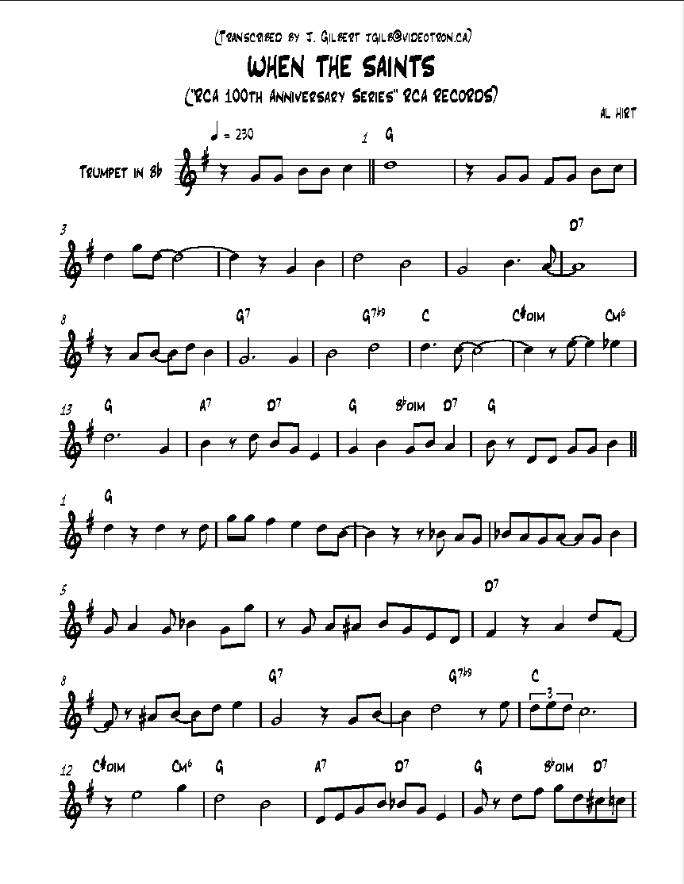 (TRANSCRIBED BY J. GILBERT JGILB@VIDEOTRON.CA)
WHEN THE SAINTS
("RCA 100TH ANNIVERSARY SERIES" RCA RECORDS)
AL HIRT
♩ = 230 1 G
TRUMPET IN B♭
3 D7
8 G7 G7♭9 C C#DIM CM6
13 G A7 D7 G B♭DIM D7 G
1 G
5 D7
8 G7 G7♭9 C
3
12 C#DIM CM6 G A7 D7 G B♭DIM D7